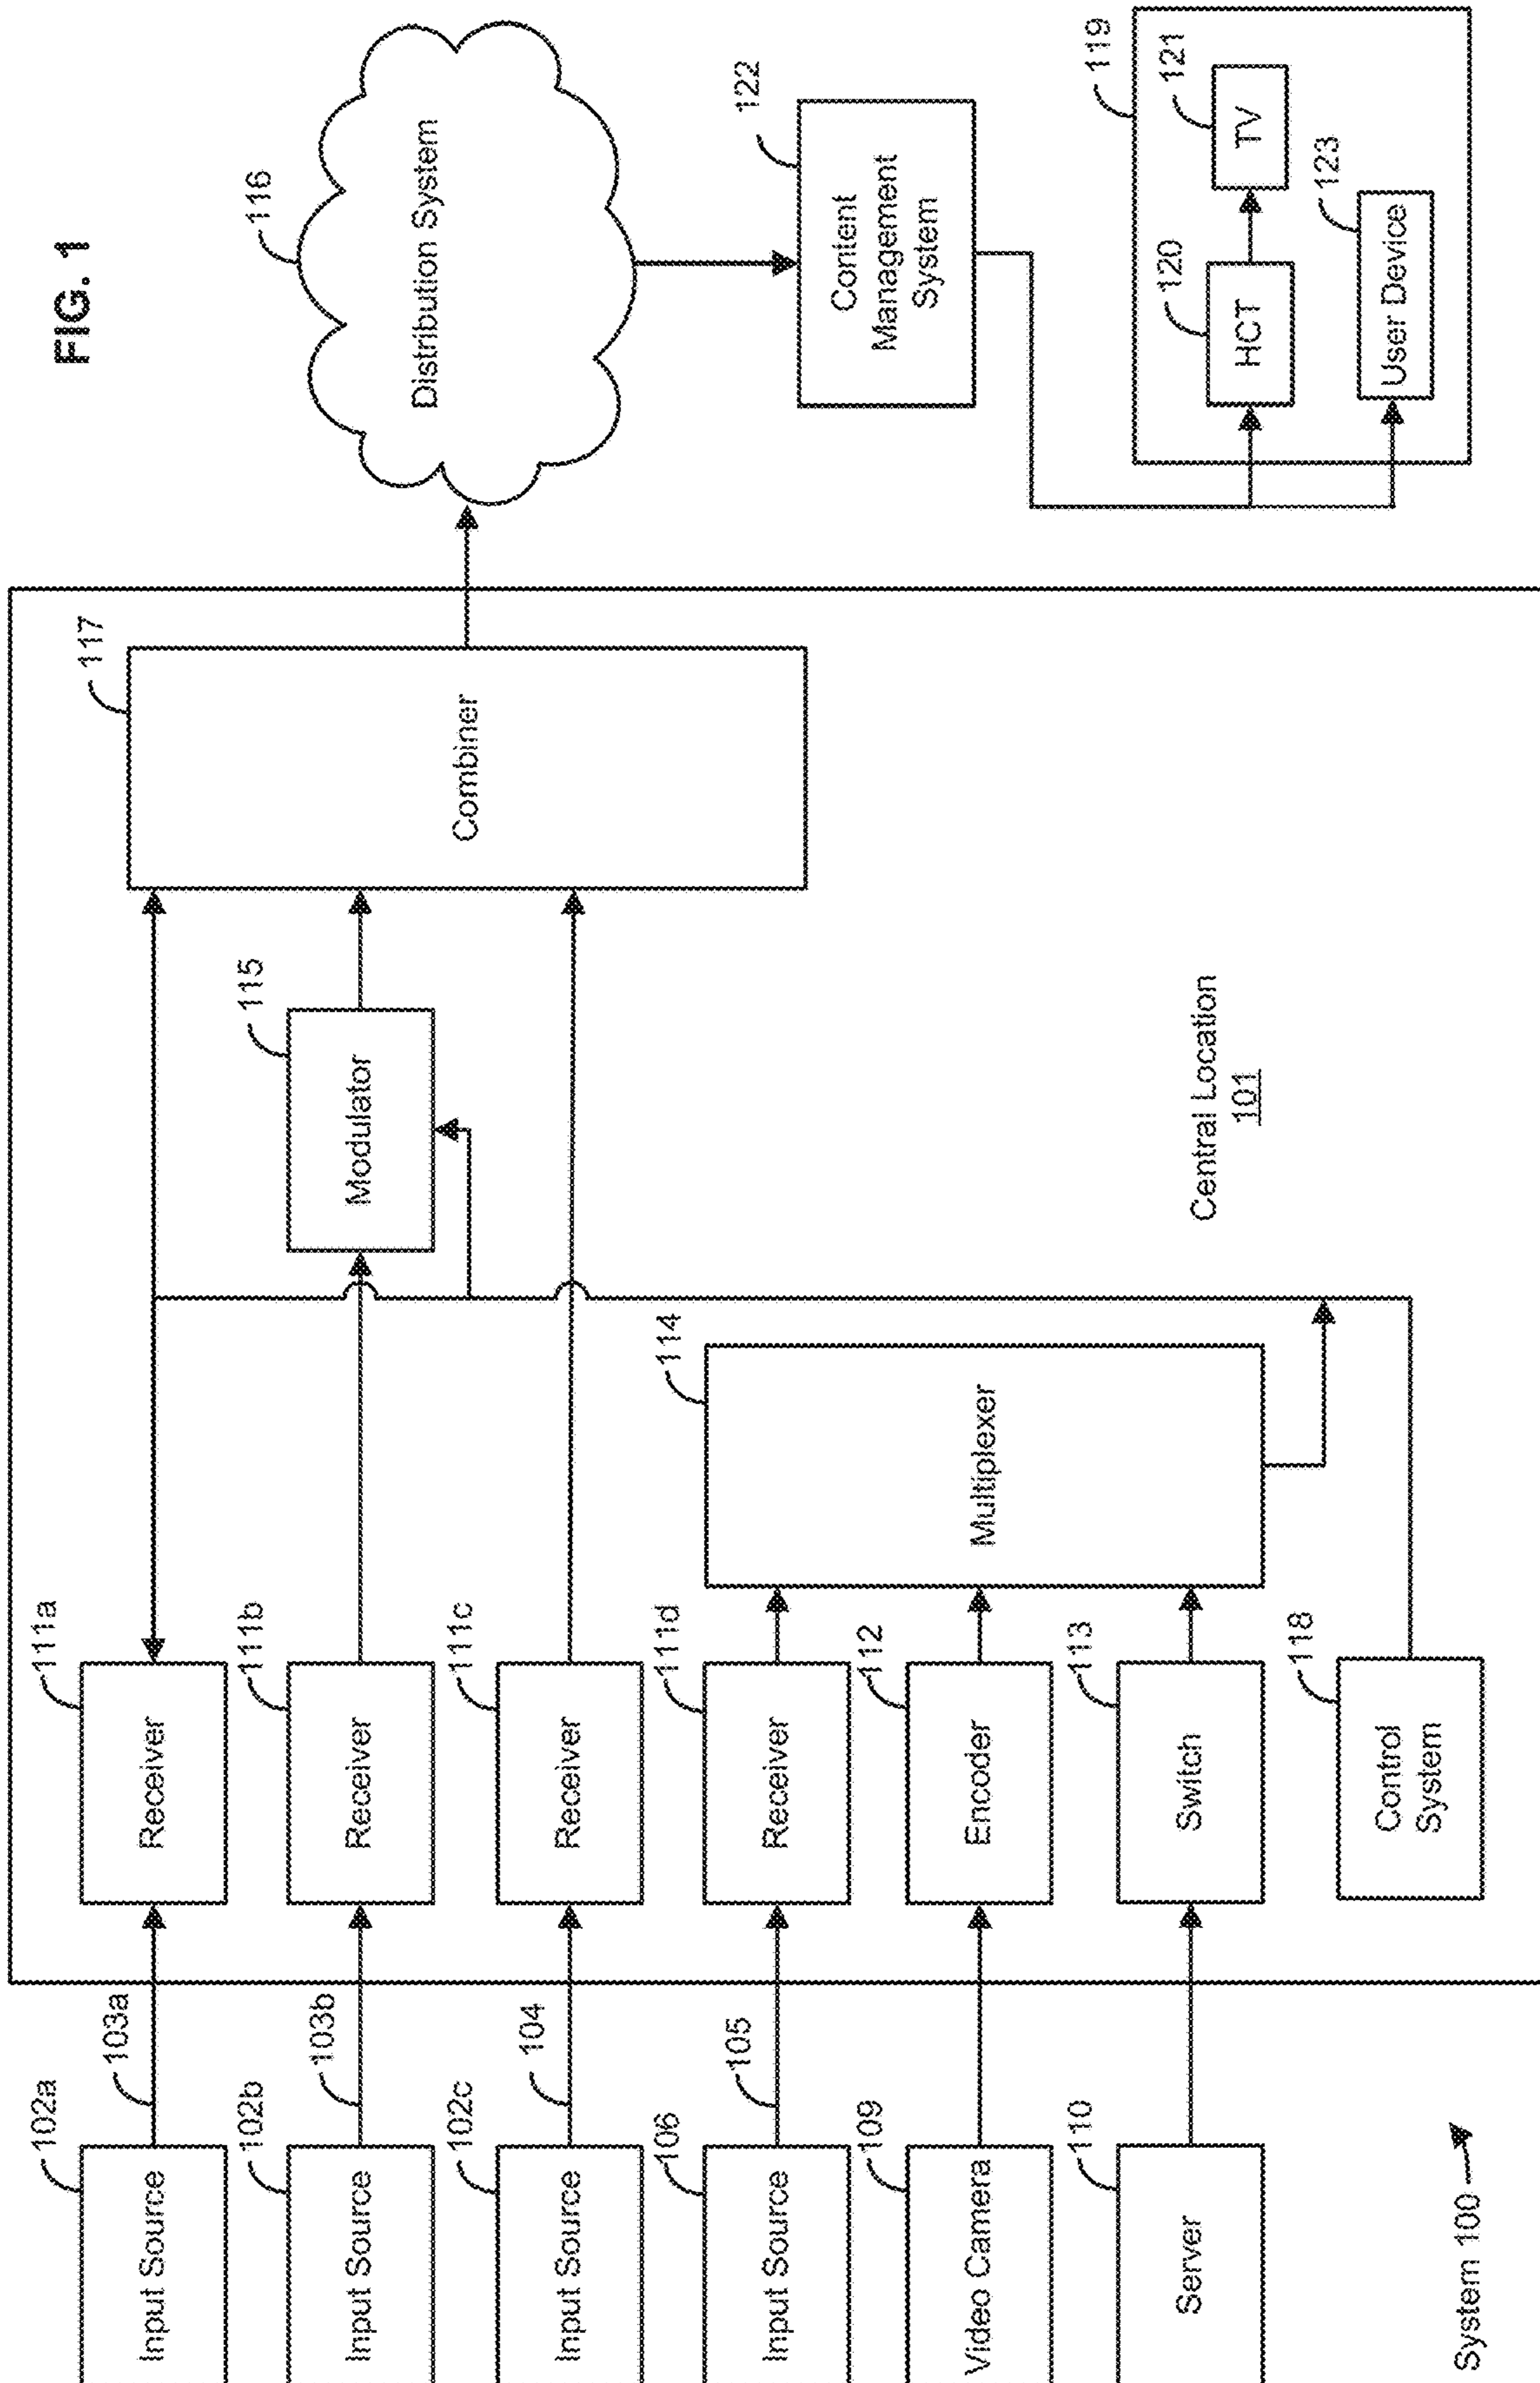 FIG. 1
102a
Input Source
103a
111a
Receiver
102b
Input Source
103b
111b
Receiver
115
Modulator
102c
Input Source
104
111c
Receiver
117
Combiner
116
Distribution System
106
Input Source
105
111d
Receiver
109
Video Camera
112
Encoder
110
Server
113
Switch
114
Multiplexer
118
Control
System
Central Location
101
122
Content
Management
System
119
120
HCT
121
TV
123
User Device
System 100